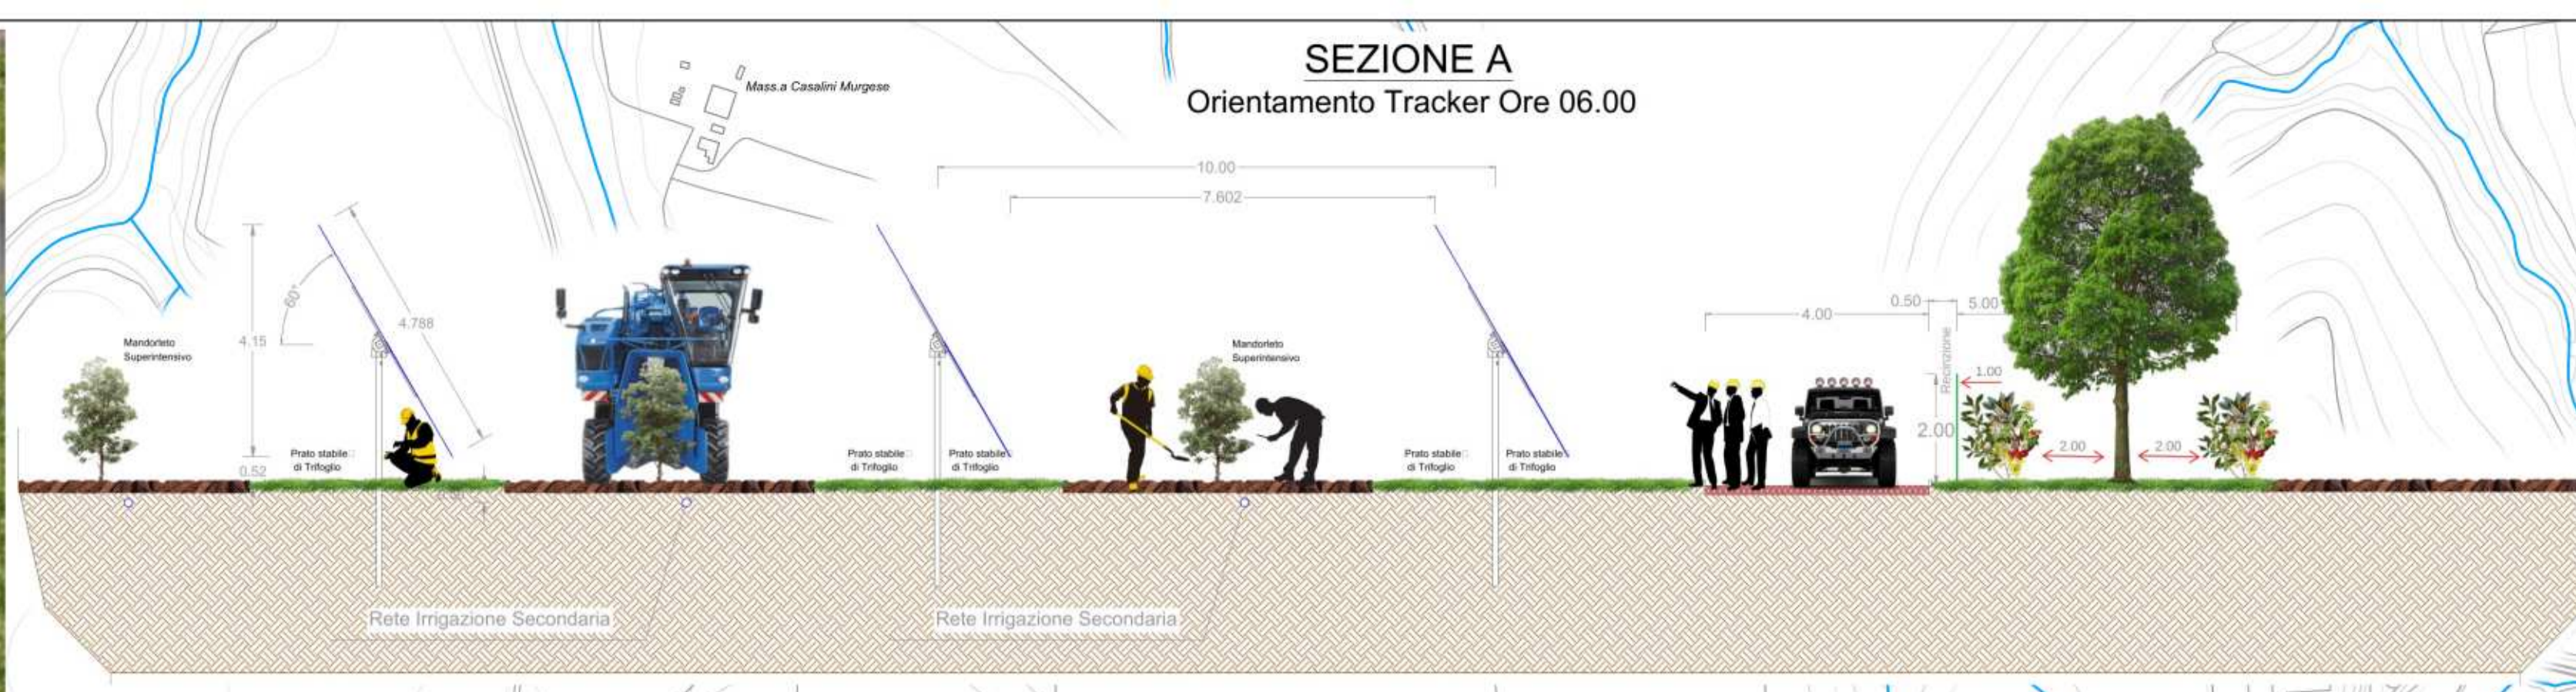 SEZIONE A
Orientamento Tracker Ore 06.00
Mass.a Casalini Murgese
10.00
7.602
60°
4.788
4.15
0.52
Mandorleto
Superintensivo
Mandorleto
Superintensivo
Prato stabile
di Trifoglio
Prato stabile
di Trifoglio
Prato stabile
di Trifoglio
Prato stabile
di Trifoglio
Prato stabile
di Trifoglio
4.00
0.50
5.00
Recinzione
1.00
2.00
2.00
2.00
Rete Irrigazione Secondaria
Rete Irrigazione Secondaria